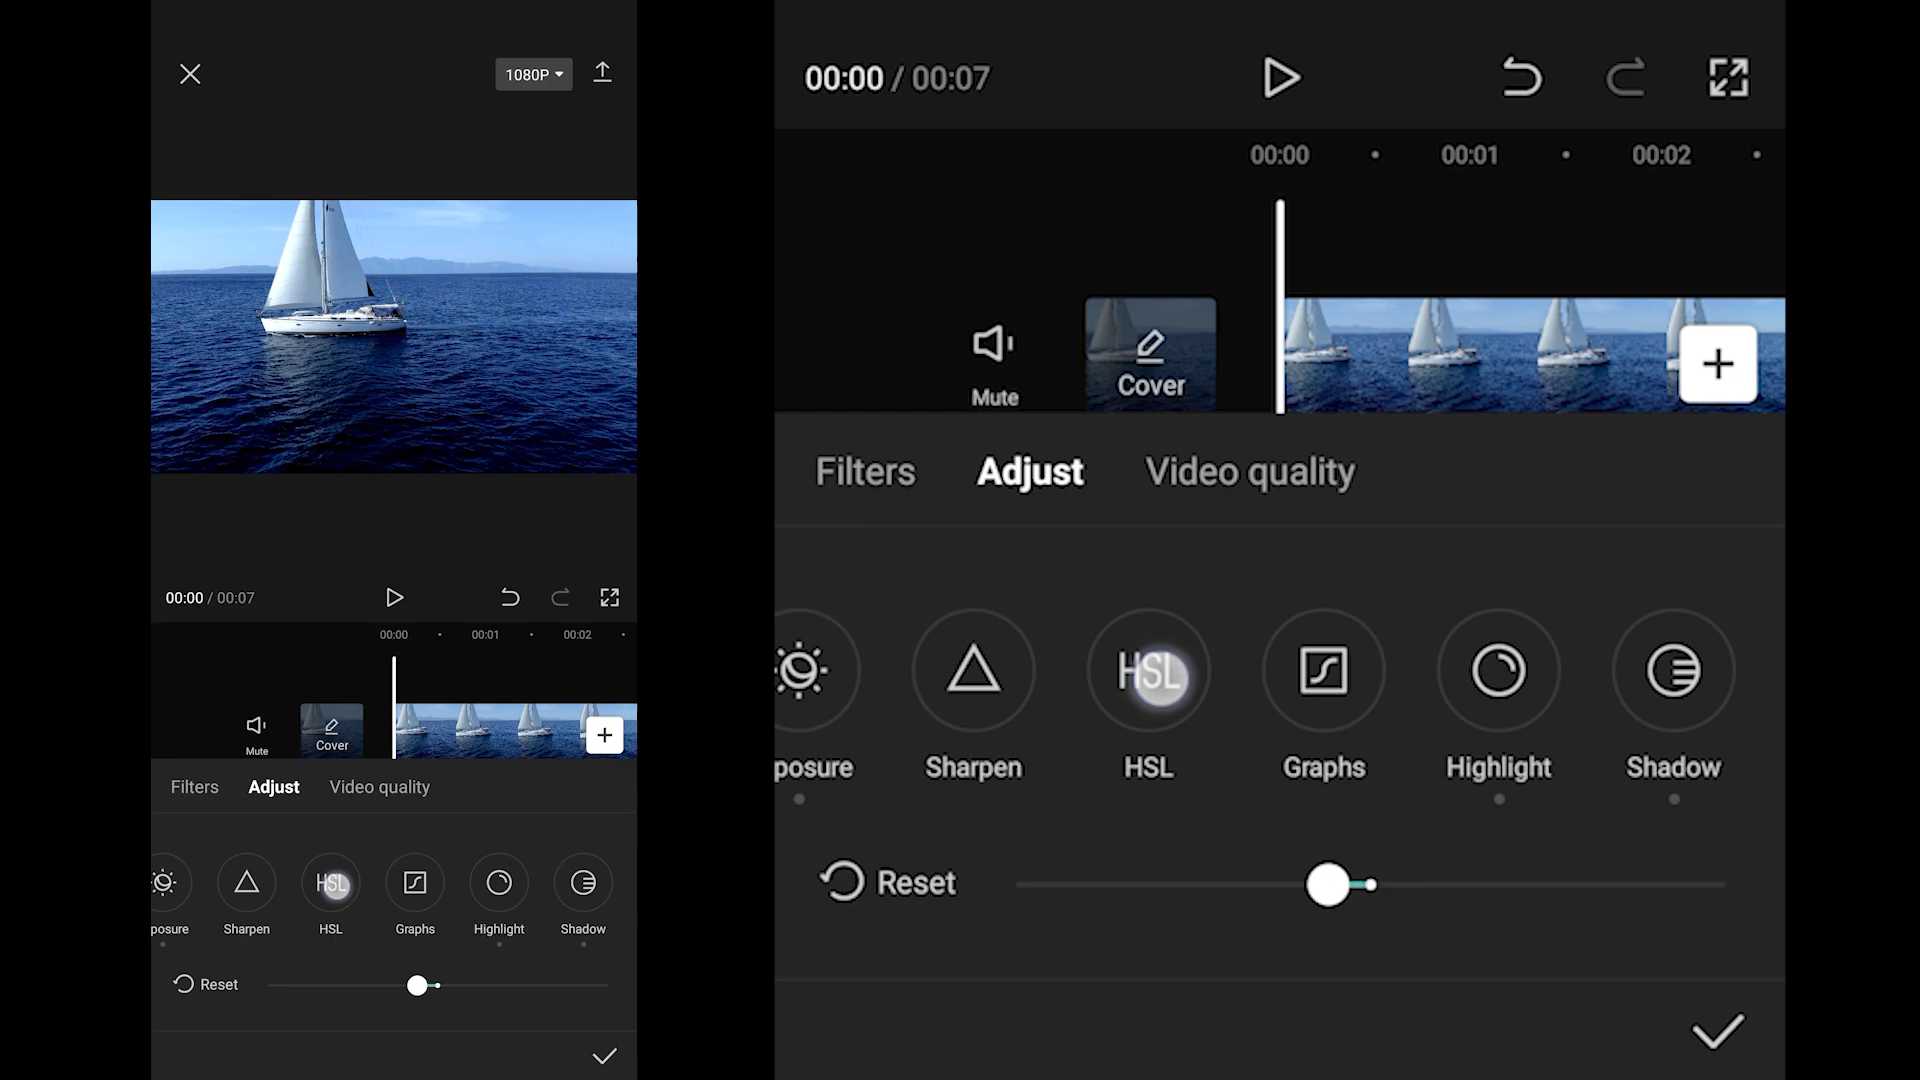 1080P
00:00 / 00:07
00:00 00:01 00:02
Mute
Cover
Filters Adjust Video quality
HSL
posure Sharpen HSL Graphs Highlight Shadow
Reset
00:00 / 00:07
00:00 00:01 00:02
Mute
Cover
Filters Adjust Video quality
HSL
posure Sharpen HSL Graphs Highlight Shadow
Reset